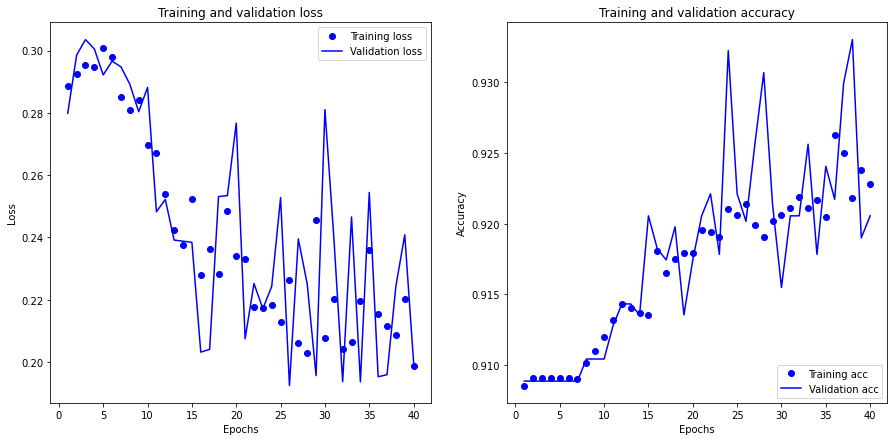 Training and validation loss
Training loss
Validation loss
0.30
0.28
0.26
0.24
0.22
0.20
Loss
0
5
10
15
20
25
30
35
40
Epochs
Training and validation accuracy
0.930
0.925
0.920
0.915
0.910
Accuracy
Training acc
Validation acc
0
5
10
15
20
25
30
35
40
Epochs